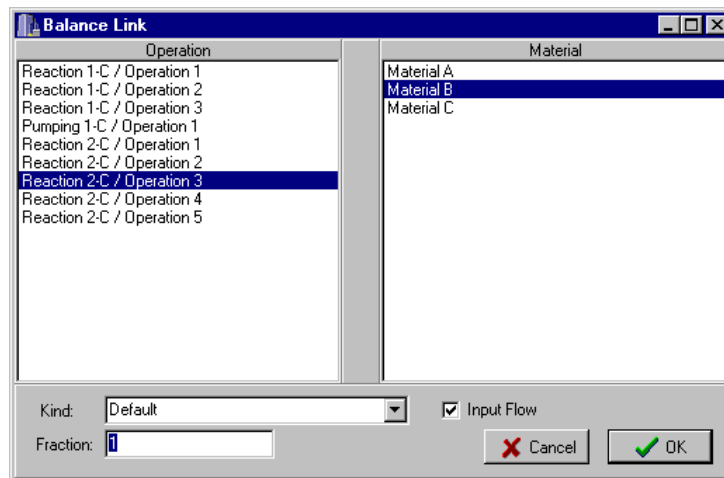 Balance Link
Operation
Reaction 1-C / Operation 1
Reaction 1-C / Operation 2
Reaction 1-C / Operation 3
Pumping 1-C / Operation 1
Reaction 2-C / Operation 1
Reaction 2-C / Operation 2
Reaction 2-C / Operation 3
Reaction 2-C / Operation 4
Reaction 2-C / Operation 5
Material
Material A
Material B
Material C
Kind: Default
Input Flow
Fraction: 1
Cancel
OK